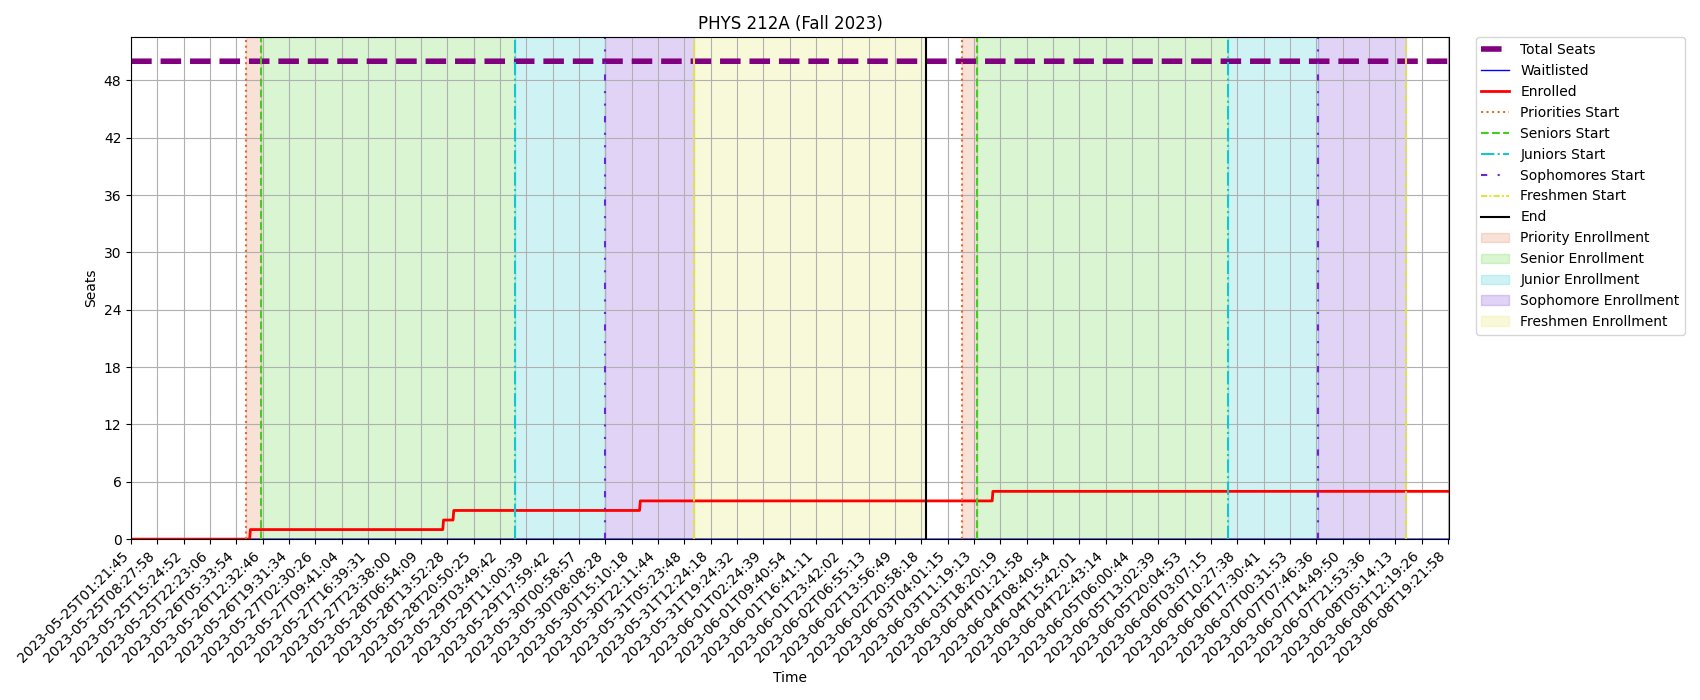 PHYS 212A (Fall 2023)
Seats
48
42
36
30
24
18
12
6
0
2023-05-25T01:21:45
2023-05-25T08:27:58
2023-05-25T15:24:52
2023-05-25T22:23:06
2023-05-26T05:33:54
2023-05-26T12:32:46
2023-05-26T19:31:34
2023-05-27T02:30:26
2023-05-27T09:41:04
2023-05-27T16:39:31
2023-05-27T23:38:00
2023-05-28T06:54:09
2023-05-28T13:52:28
2023-05-28T20:50:25
2023-05-29T03:49:42
2023-05-29T11:00:39
2023-05-29T17:59:42
2023-05-30T00:58:57
2023-05-30T08:08:28
2023-05-30T15:10:18
2023-05-30T22:11:44
2023-05-31T05:23:48
2023-05-31T12:24:18
2023-05-31T19:24:32
2023-06-01T02:24:39
2023-06-01T09:40:54
2023-06-01T16:41:11
2023-06-01T23:42:02
2023-06-02T06:55:13
2023-06-02T13:56:49
2023-06-02T20:58:18
2023-06-03T04:01:15
2023-06-03T11:19:13
2023-06-03T18:20:19
2023-06-04T01:21:58
2023-06-04T08:40:54
2023-06-04T15:42:01
2023-06-04T22:43:14
2023-06-05T06:00:44
2023-06-05T13:02:39
2023-06-05T20:04:53
2023-06-06T03:07:15
2023-06-06T10:27:38
2023-06-06T17:30:41
2023-06-07T00:31:53
2023-06-07T07:46:36
2023-06-07T14:49:50
2023-06-07T21:53:36
2023-06-08T05:14:13
2023-06-08T12:19:26
2023-06-08T19:21:58
Time
Total Seats
Waitlisted
Enrolled
Priorities Start
Seniors Start
Juniors Start
Sophomores Start
Freshmen Start
End
Priority Enrollment
Senior Enrollment
Junior Enrollment
Sophomore Enrollment
Freshmen Enrollment